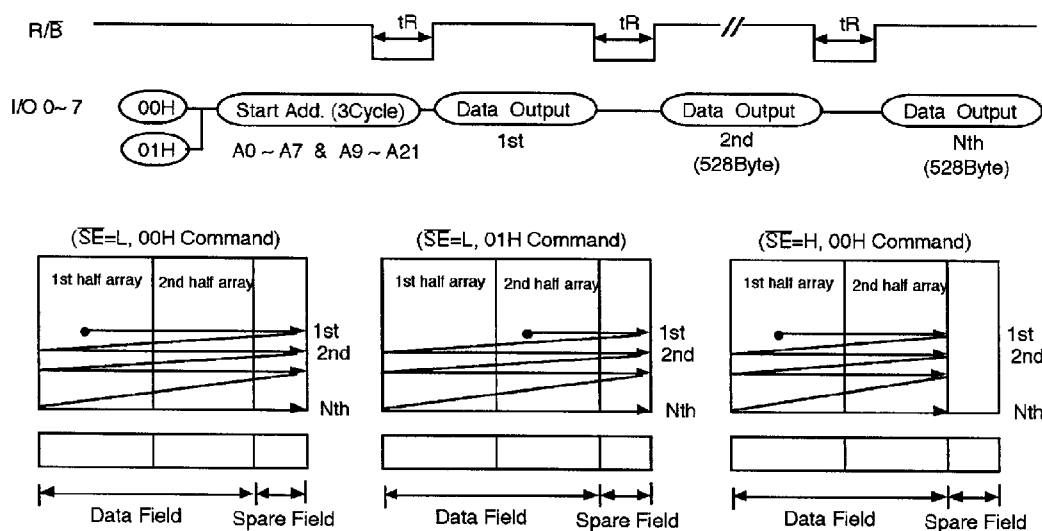 R/B̅ tR tR tR
I/O 0~7 00H Start Add. (3Cycle) Data Output Data Output Data Output
01H A0 ~ A7 & A9 ~ A21 1st 2nd Nth
(528Byte) (528Byte)
(S̅E̅=L, 00H Command) (S̅E̅=L, 01H Command) (S̅E̅=H, 00H Command)
1st half array 2nd half array 1st half array 2nd half array 1st half array 2nd half array
1st 1st 1st
2nd 2nd 2nd
Nth Nth Nth
Data Field Spare Field Data Field Spare Field Data Field Spare Field